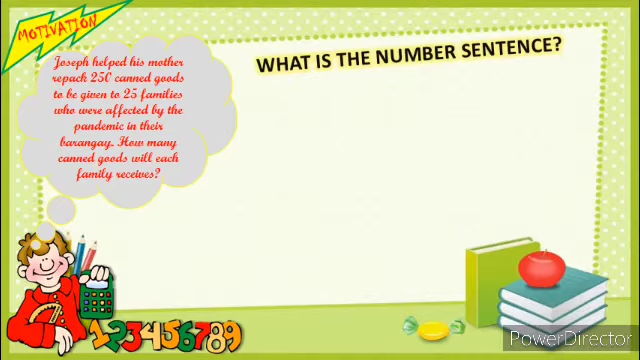 MOTIVATION
Joseph helped his mother
repack 250 canned goods
to be given to 25 families
who were affected by the
pandemic in their
barangay. How many
canned goods will each
family receives?
WHAT IS THE NUMBER SENTENCE?
123456789
PowerDirector